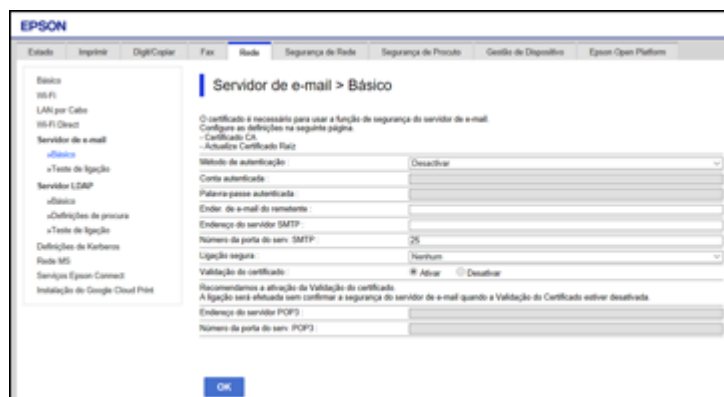 EPSON
Estado Imprimir Digit/Copiar Fax Rede Segurança de Rede Segurança de Procuto Gestão de Dispositivo Epson Open Platform
Básico
Wi-Fi
LAN por Cabo
Wi-Fi Direct
Servidor de e-mail
»Básico
»Teste de ligação
Servidor LDAP
»Básico
»Definições de procura
»Teste de ligação
Definições de Kerberos
Rede MS
Serviços Epson Connect
Instalação do Google Cloud Print
Servidor de e-mail > Básico
O certificado é necessário para usar a função de segurança do servidor de e-mail.
Configure as definições na seguinte página.
- Certificado CA
- Actualize Certificado Raiz
Método de autenticação : Desactivar
Conta autenticada :
Palavra-passe autenticada :
Ender. de e-mail do remetente :
Endereço do servidor SMTP :
Número da porta do serv. SMTP : 25
Ligação segura : Nenhum
Validação do certificado : Ativar Desativar
Recomendamos a ativação da Validação do certificado.
A ligação será efetuada sem confirmar a segurança do servidor de e-mail quando a Validação do Certificado estiver desativada.
Endereço do servidor POP3 :
Número da porta do serv. POP3 :
OK